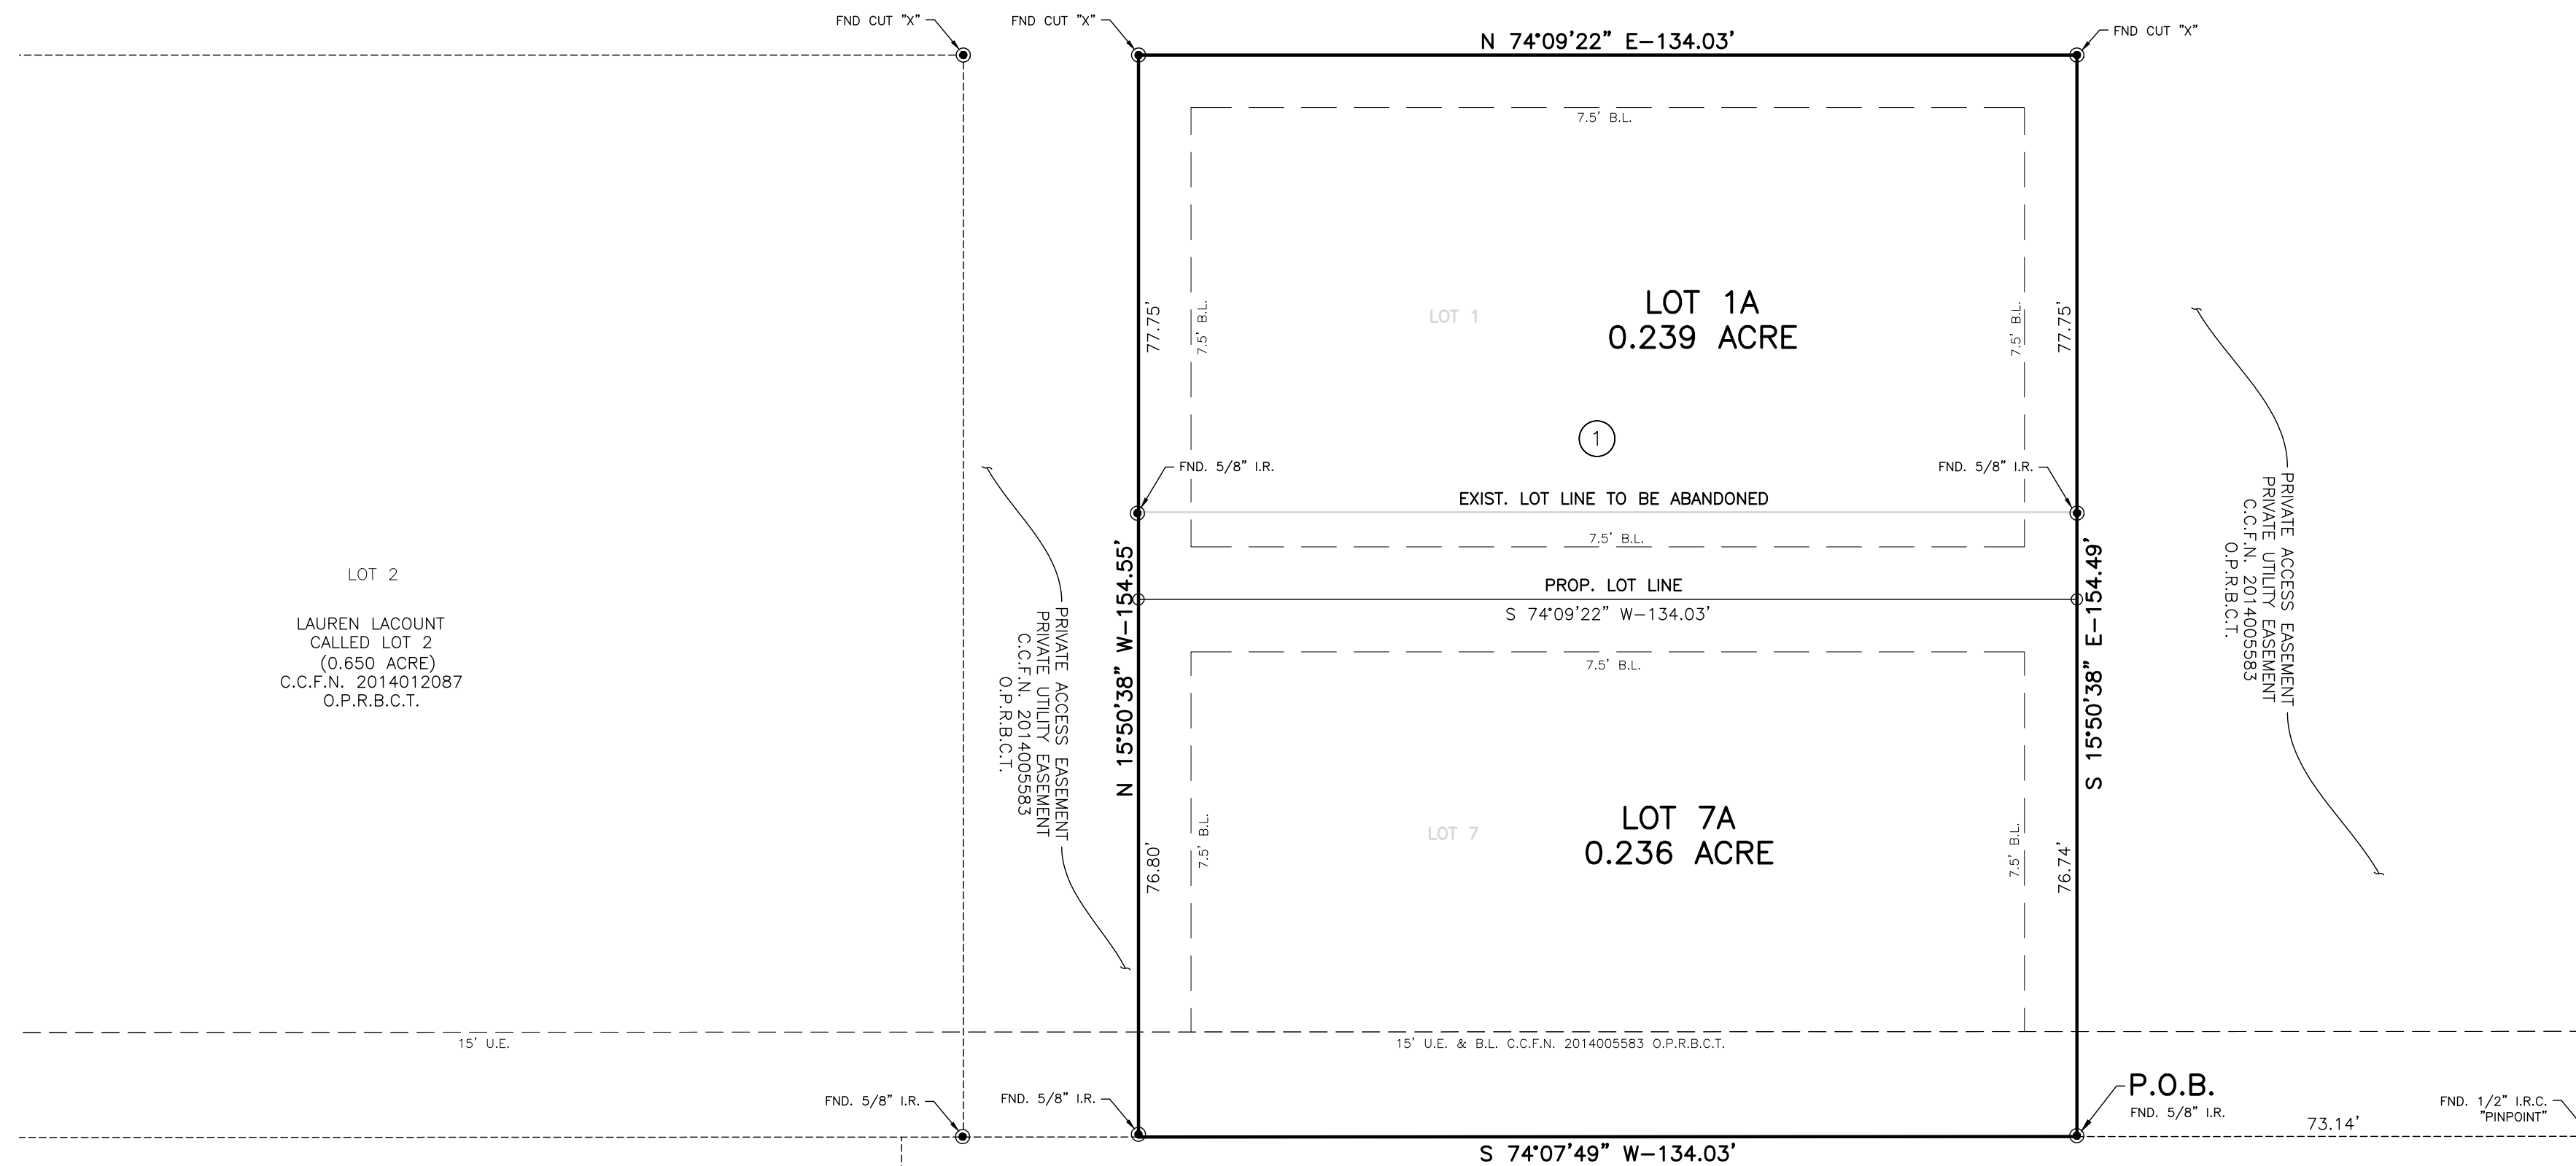 FND CUT "X"
FND CUT "X"
N 74°09'22" E-134.03'
FND CUT "X"
7.5' B.L.
77.75'
7.5' B.L.
LOT 1
LOT 1A
0.239 ACRE
7.5' B.L.
77.75'
1
FND. 5/8" I.R.
FND. 5/8" I.R.
EXIST. LOT LINE TO BE ABANDONED
7.5' B.L.
PROP. LOT LINE
S 74°09'22" W-134.03'
LOT 2
LAUREN LACOUNT
CALLED LOT 2
(0.650 ACRE)
C.C.F.N. 2014012087
O.P.R.B.C.T.
PRIVATE ACCESS EASEMENT
PRIVATE UTILITY EASEMENT
C.C.F.N. 2014005583
O.P.R.B.C.T.
N 15°50'38" W-154.55'
S 15°50'38" E-154.49'
PRIVATE ACCESS EASEMENT
PRIVATE UTILITY EASEMENT
C.C.F.N. 2014005583
O.P.R.B.C.T.
7.5' B.L.
76.80'
7.5' B.L.
LOT 7
LOT 7A
0.236 ACRE
7.5' B.L.
76.74'
15' U.E.
15' U.E. & B.L. C.C.F.N. 2014005583 O.P.R.B.C.T.
FND. 5/8" I.R.
FND. 5/8" I.R.
P.O.B.
FND. 5/8" I.R.
73.14'
FND. 1/2" I.R.C.
"PINPOINT"
S 74°07'49" W-134.03'